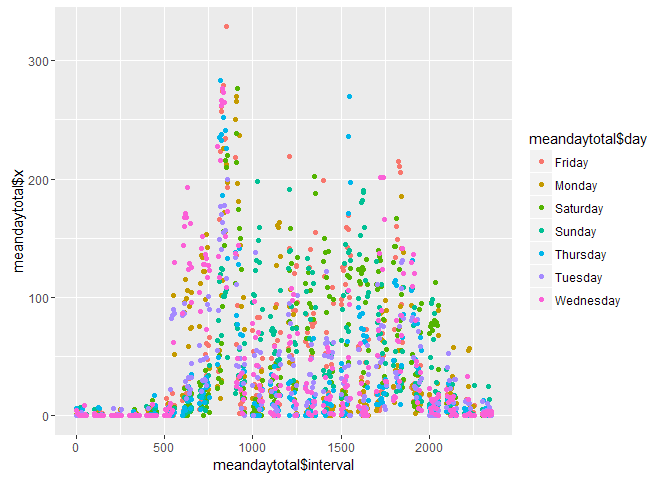 300
200
100
0
meandaytotal$x
0 500 1000 1500 2000
meandaytotal$interval
meandaytotal$day
Friday
Monday
Saturday
Sunday
Thursday
Tuesday
Wednesday